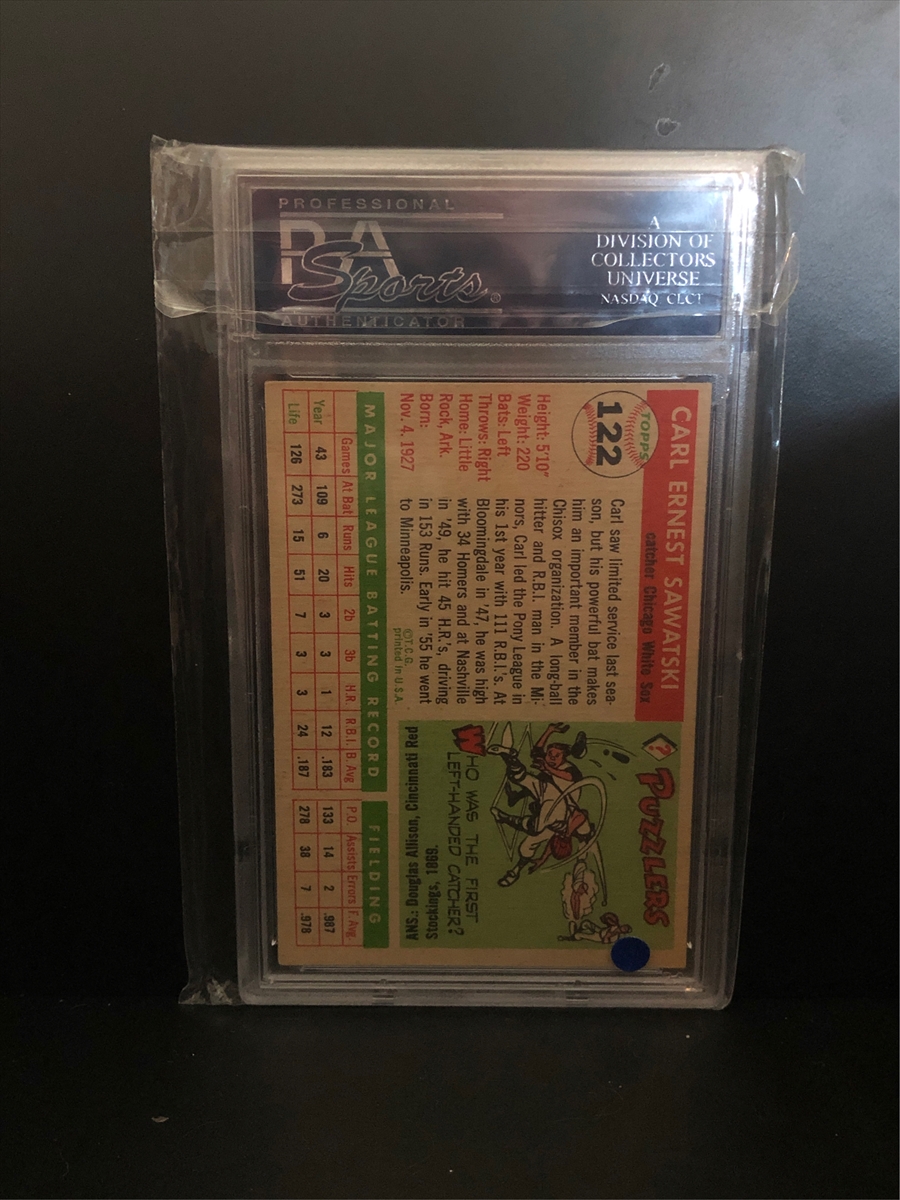 PROFESSIONAL
PSA
Sports®
AUTHENTICATOR
A
DIVISION OF
COLLECTORS
UNIVERSE
NASDAQ CLCT
TOPPS
122
CARL ERNEST SAWATSKI
catcher Chicago White Sox
Height: 5'10"
Weight: 220
Bats: Left
Throws: Right
Home: Little
Rock, Ark.
Born:
Nov. 4, 1927
Carl saw limited service last sea-
son, but his powerful bat makes
him an important member in the
Chisox organization. A long-ball
hitter and R.B.I. man in the Mi-
nors, Carl led the Pony League in
his 1st year with 111 R.B.I.'s. At
Bloomingdale in '47, he was high
with 34 Homers and at Nashville
in '49, he hit 45 H.R.'s, driving
in 153 Runs. Early in '55 he went
to Minneapolis.
©T.C.G.
printed in U.S.A.
? PUZZLERS
WHO WAS THE FIRST
LEFT-HANDED CATCHER?
ANS.: Douglas Allison, Cincinnati Red
Stockings, 1869.
MAJOR LEAGUE BATTING RECORD FIELDING
Games At Bat Runs Hits 2b 3b H.R. R.B.I. B. Avg P.O. Assists Errors F. Avg.
Year 43 109 6 20 3 3 1 12 .183 133 14 2 .987
Life 126 273 15 51 7 3 3 24 .187 278 38 7 .978